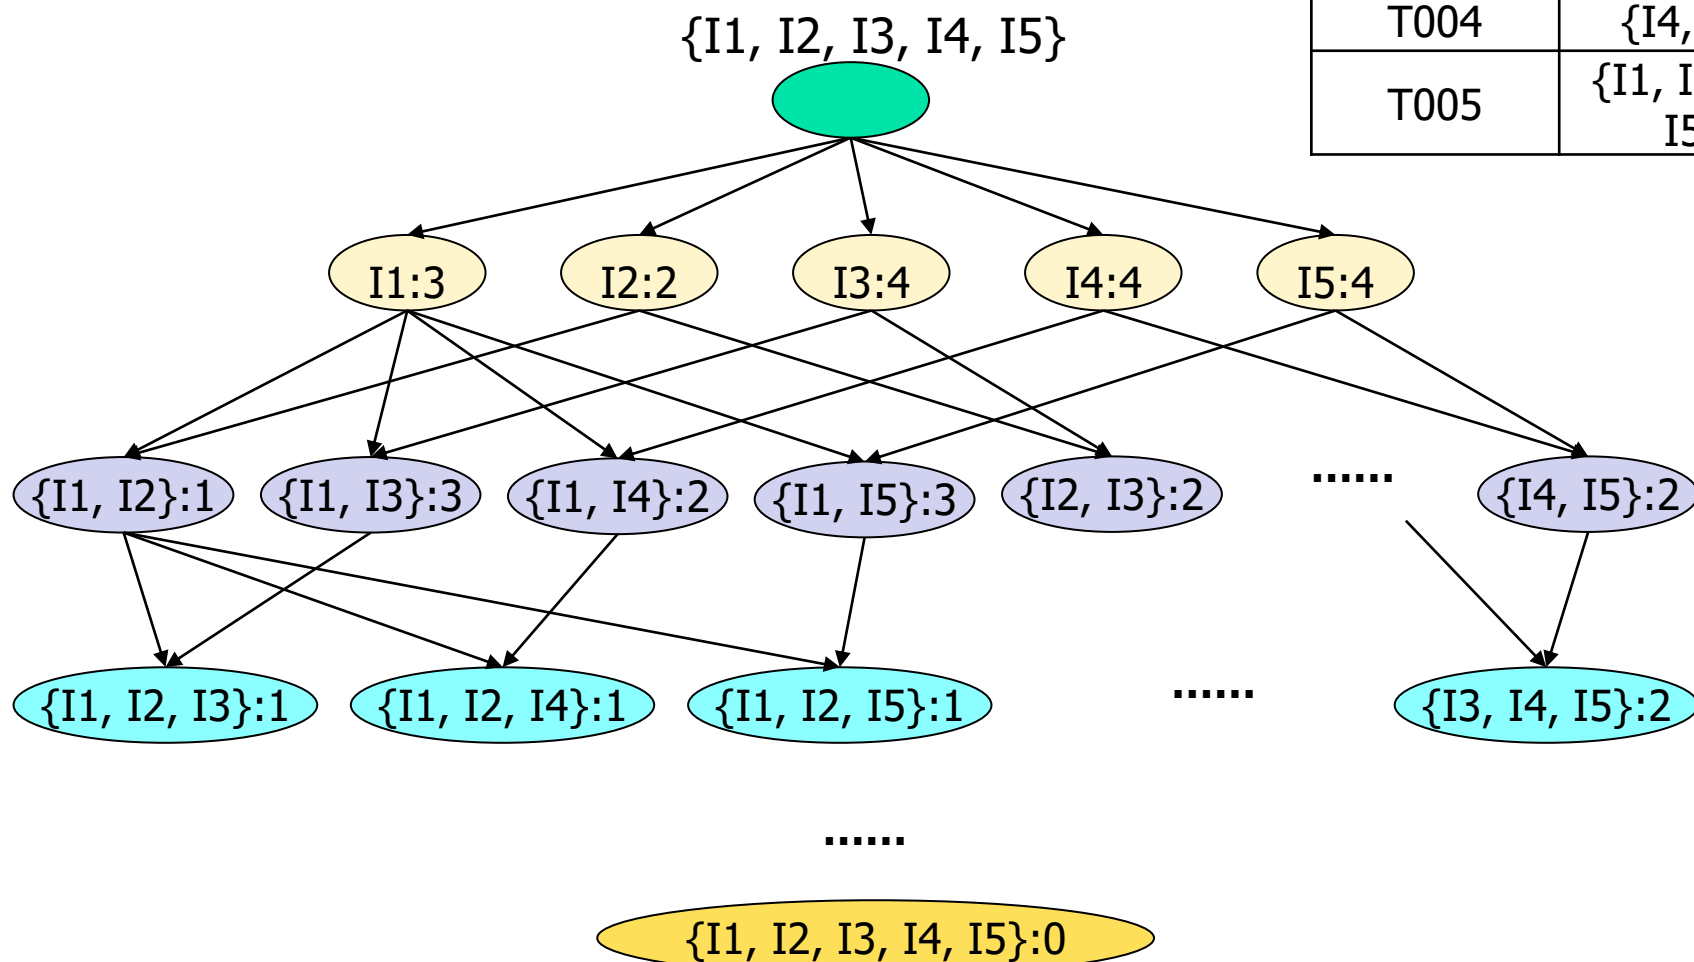 {I1, I2, I3, I4, I5}
T004
{I4,
T005
{I1, I
I5
I1:3
I2:2
I3:4
I4:4
I5:4
{I1, I2}:1
{I1, I3}:3
{I1, I4}:2
{I1, I5}:3
{I2, I3}:2
......
{I4, I5}:2
{I1, I2, I3}:1
{I1, I2, I4}:1
{I1, I2, I5}:1
......
{I3, I4, I5}:2
......
{I1, I2, I3, I4, I5}:0